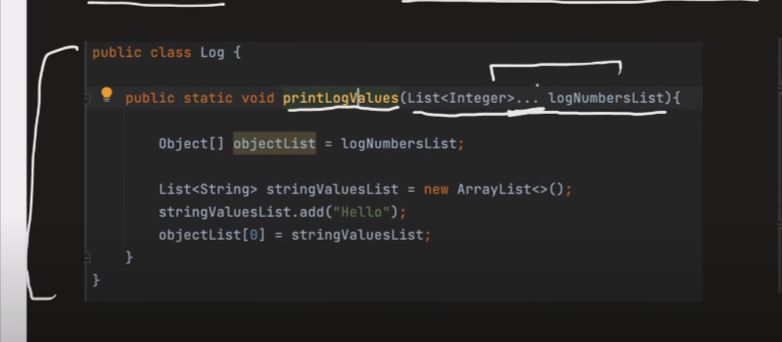 public class Log {
public static void printLogValues(List<Integer>... logNumbersList){
Object[] objectList = logNumbersList;
List<String> stringValuesList = new ArrayList<>();
stringValuesList.add("Hello");
objectList[0] = stringValuesList;
}
}